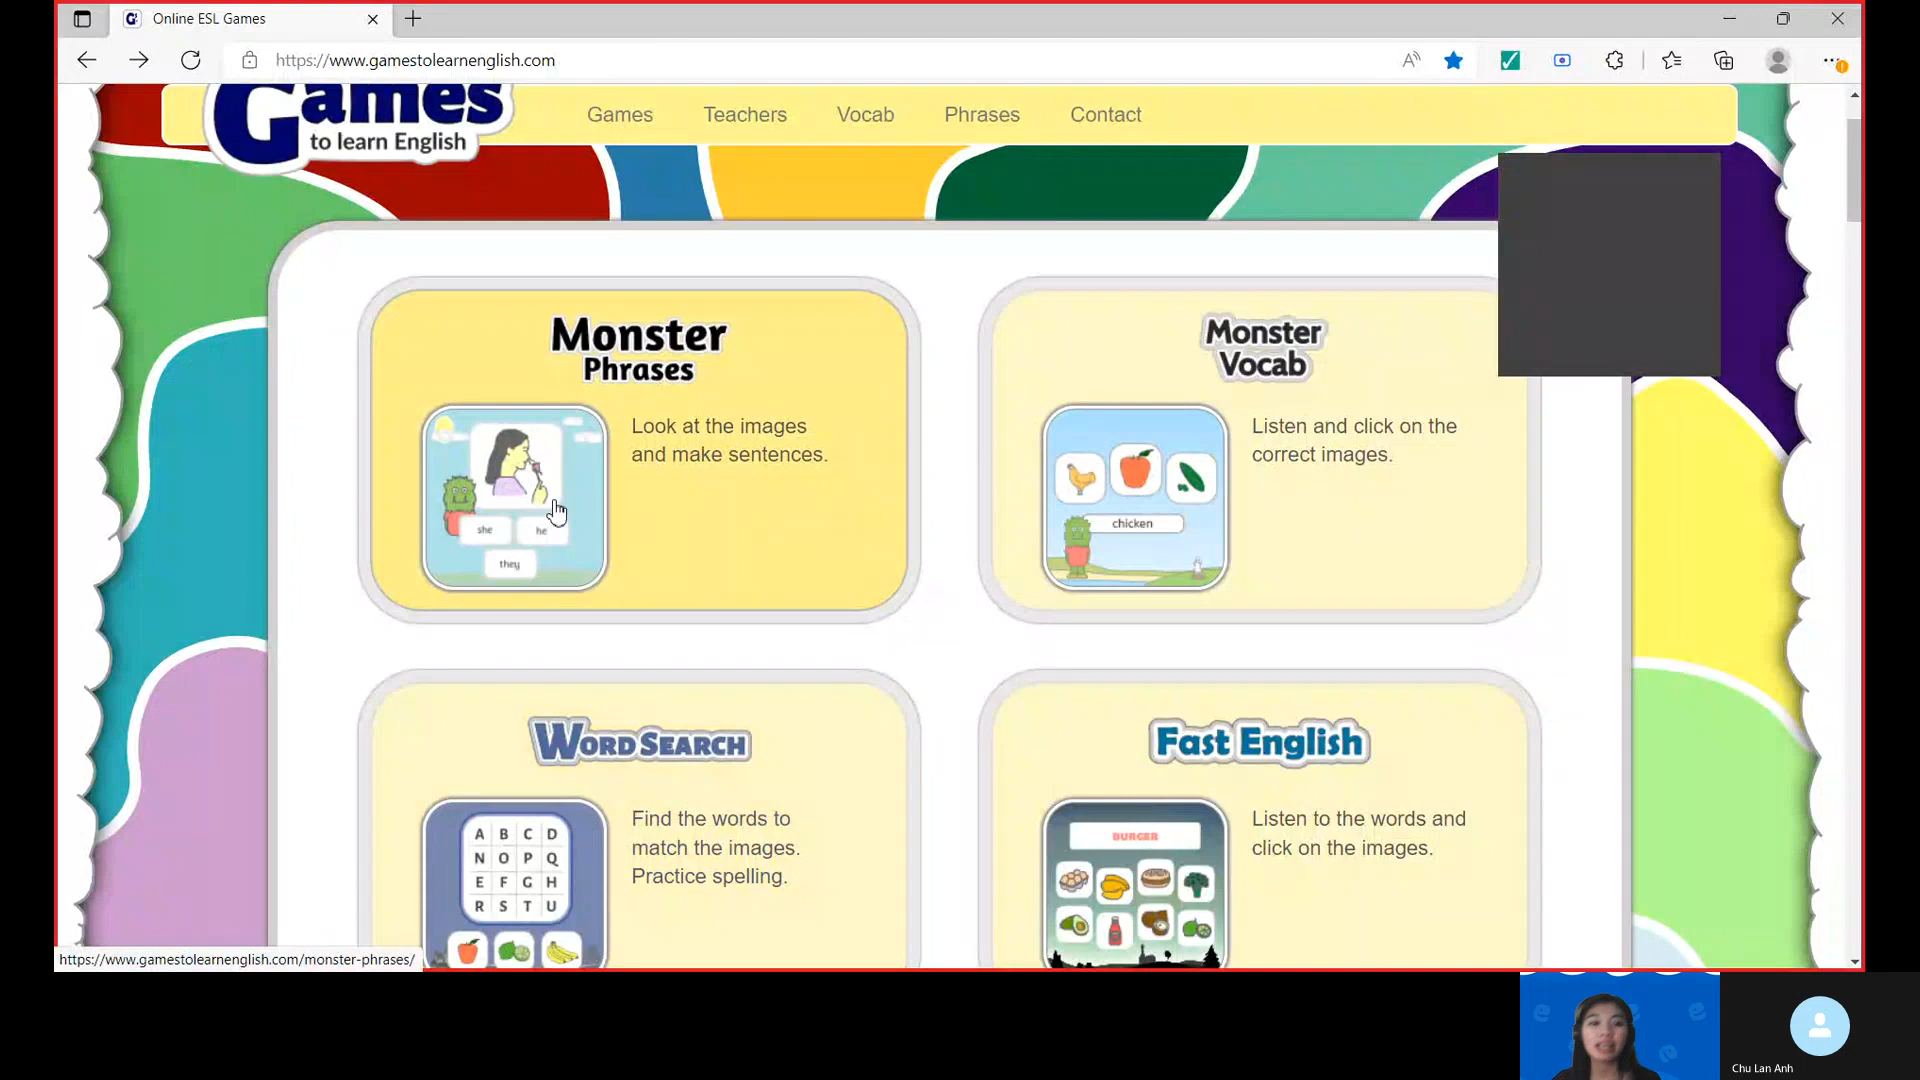 Online ESL Games
https://www.gamestolearnenglish.com
Games
to learn English
Games
Teachers
Vocab
Phrases
Contact
Monster
Phrases
Look at the images
and make sentences.
she
he
they
Monster
Vocab
Listen and click on the
correct images.
chicken
WORD SEARCH
Find the words to
match the images.
Practice spelling.
A B C D
N O P Q
E F G H
R S T U
Fast English
Listen to the words and
click on the images.
BURGER
https://www.gamestolearnenglish.com/monster-phrases/
Chu Lan Anh